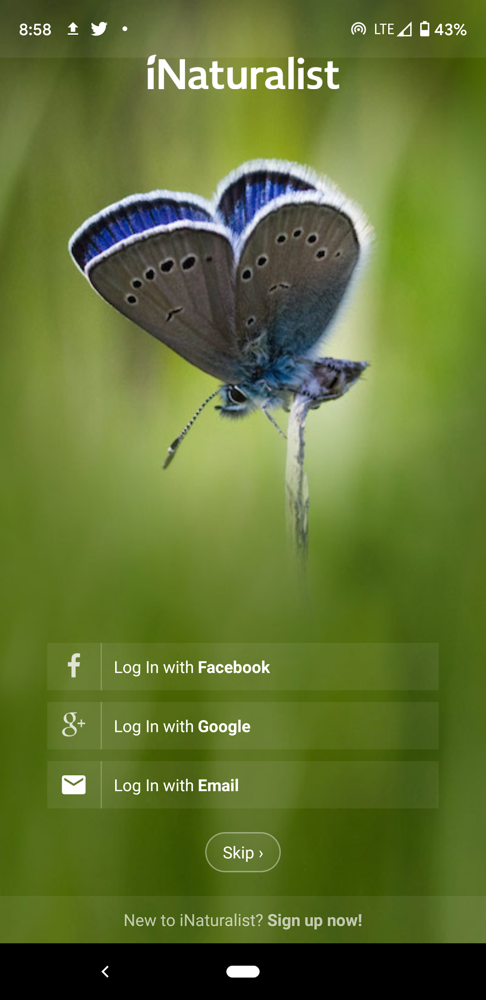 8:58 LTE 43%
iNaturalist
f Log In with Facebook
g+ Log In with Google
Log In with Email
Skip ›
New to iNaturalist? Sign up now!